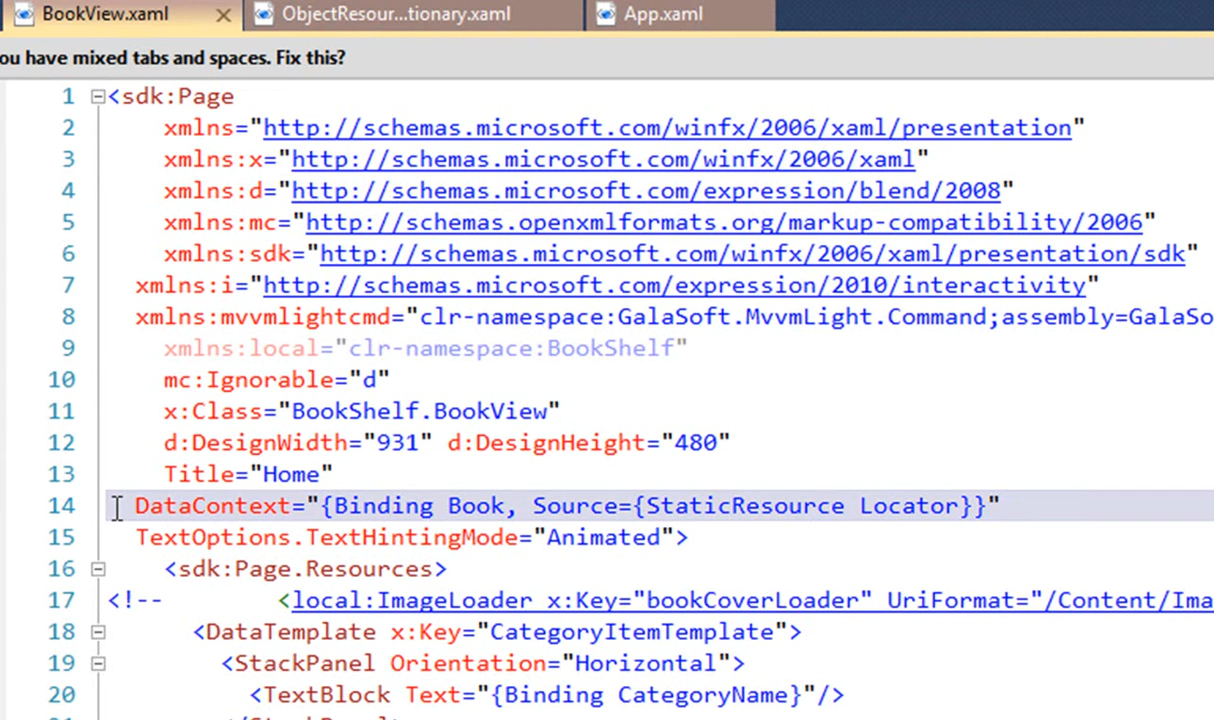 BookView.xaml ObjectResour...tionary.xaml App.xaml
ou have mixed tabs and spaces. Fix this?
1 <sdk:Page
2 xmlns="http://schemas.microsoft.com/winfx/2006/xaml/presentation"
3 xmlns:x="http://schemas.microsoft.com/winfx/2006/xaml"
4 xmlns:d="http://schemas.microsoft.com/expression/blend/2008"
5 xmlns:mc="http://schemas.openxmlformats.org/markup-compatibility/2006"
6 xmlns:sdk="http://schemas.microsoft.com/winfx/2006/xaml/presentation/sdk"
7 xmlns:i="http://schemas.microsoft.com/expression/2010/interactivity"
8 xmlns:mvvmlightcmd="clr-namespace:GalaSoft.MvvmLight.Command;assembly=GalaSo
9 xmlns:local="clr-namespace:BookShelf"
10 mc:Ignorable="d"
11 x:Class="BookShelf.BookView"
12 d:DesignWidth="931" d:DesignHeight="480"
13 Title="Home"
14 DataContext="{Binding Book, Source={StaticResource Locator}}"
15 TextOptions.TextHintingMode="Animated">
16 <sdk:Page.Resources>
17 <!-- <local:ImageLoader x:Key="bookCoverLoader" UriFormat="/Content/Ima
18 <DataTemplate x:Key="CategoryItemTemplate">
19 <StackPanel Orientation="Horizontal">
20 <TextBlock Text="{Binding CategoryName}"/>